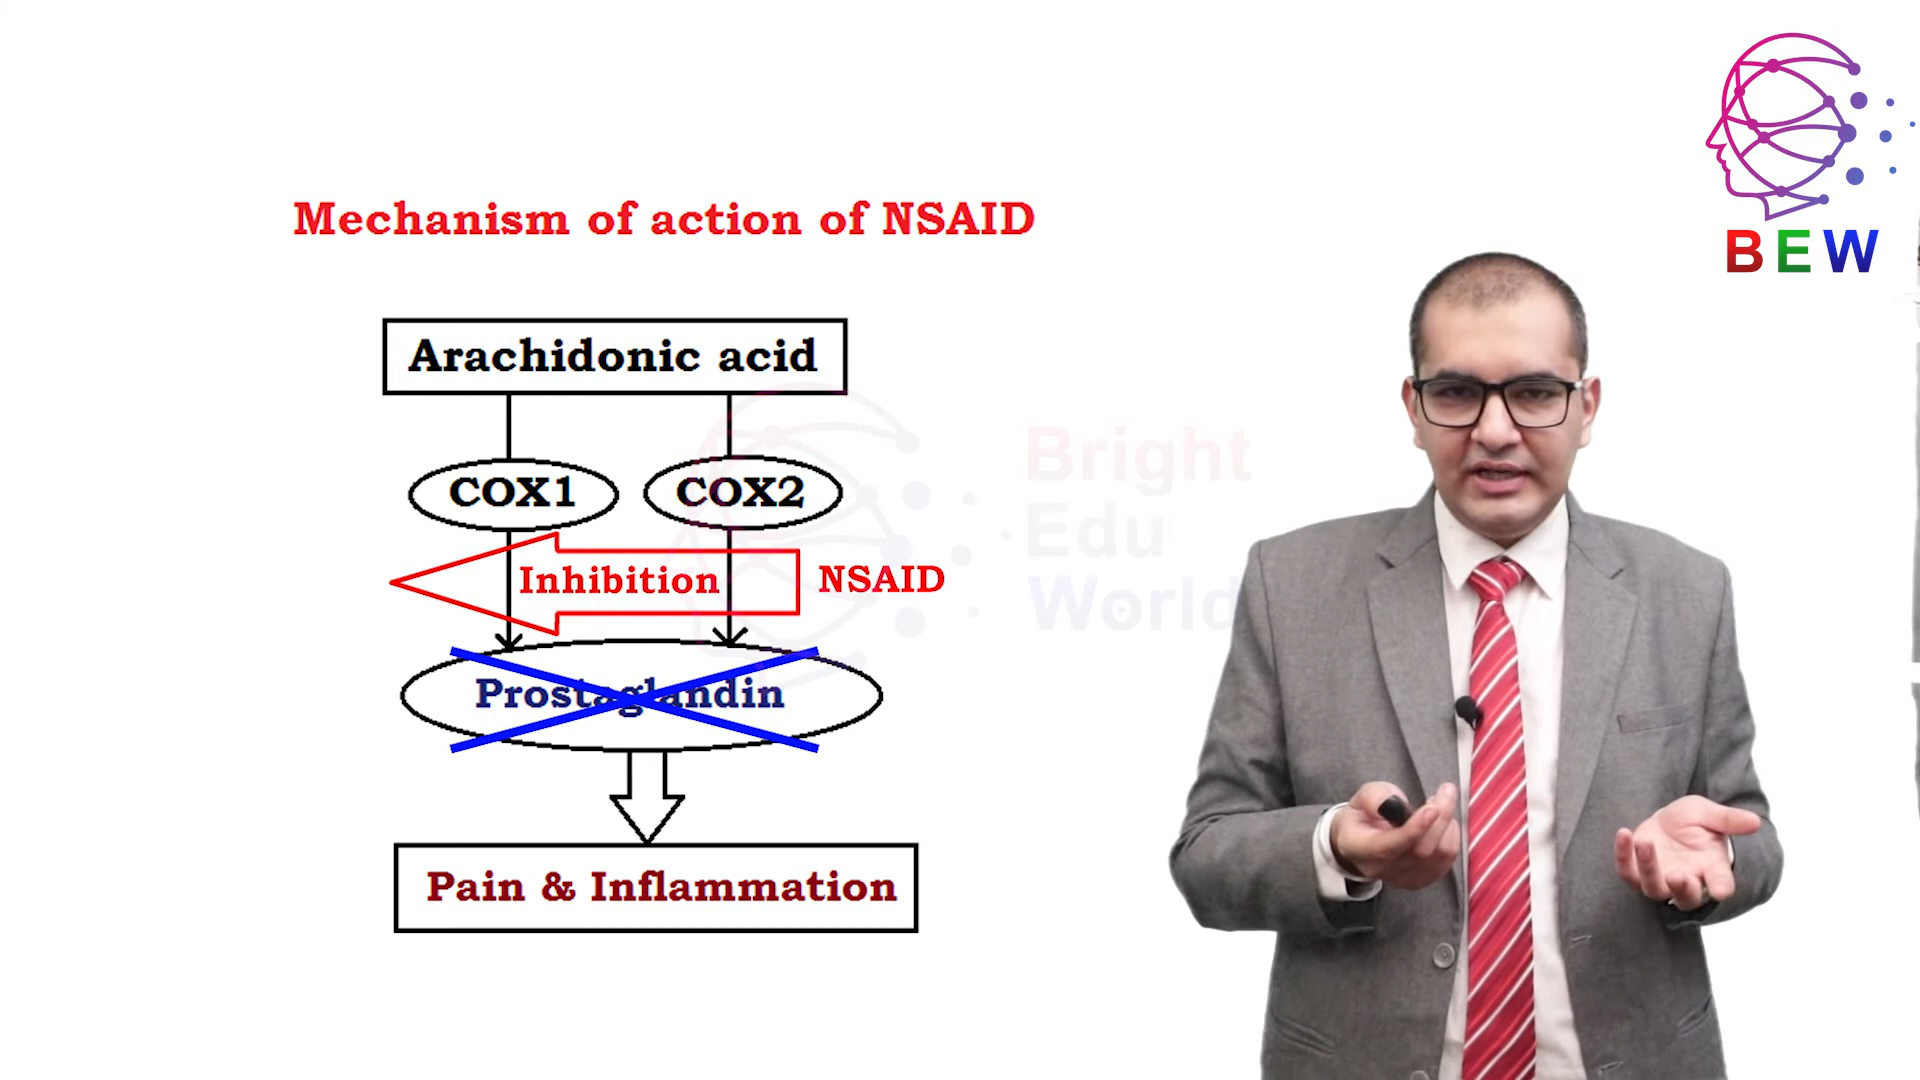 BEW
Mechanism of action of NSAID
Arachidonic acid
COX1 COX2
Inhibition NSAID
Prostaglandin
Pain & Inflammation
Bright
Edu
World